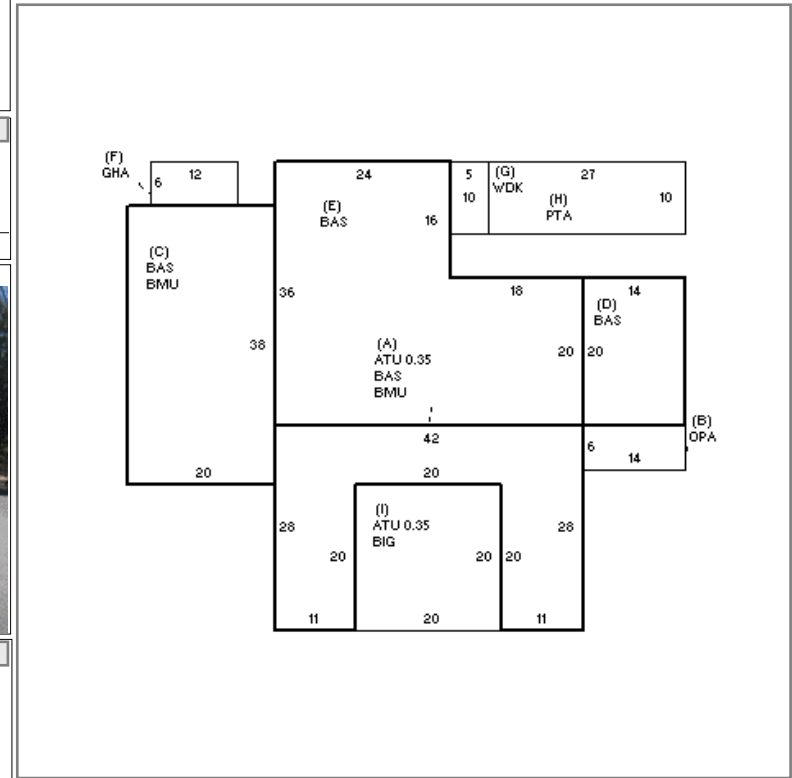 (F)
GHA
6
12
24
5
10
(G)
WDK
27
(H)
PTA
10
(E)
BAS
16
(C)
BAS
BMU
36
18
14
(D)
BAS
38
(A)
ATU 0.35
BAS
BMU
20
20
(B)
OPA
42
6
14
20
20
(I)
ATU 0.35
BIG
28
28
20
20
20
11
20
11